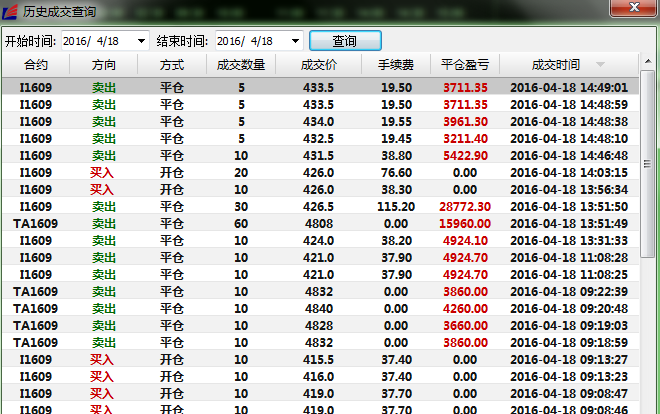 历史成交查询
开始时间: 2016/ 4/18 结束时间: 2016/ 4/18 查询
合约 方向 方式 成交数量 成交价 手续费 平仓盈亏 成交时间
I1609 卖出 平仓 5 433.5 19.50 3711.35 2016-04-18 14:49:01
I1609 卖出 平仓 5 433.5 19.50 3711.35 2016-04-18 14:48:59
I1609 卖出 平仓 5 434.0 19.55 3961.30 2016-04-18 14:48:38
I1609 卖出 平仓 5 432.5 19.45 3211.40 2016-04-18 14:48:10
I1609 卖出 平仓 10 431.5 38.80 5422.90 2016-04-18 14:46:48
I1609 买入 开仓 20 426.0 76.60 0.00 2016-04-18 14:03:15
I1609 买入 开仓 10 426.0 38.30 0.00 2016-04-18 13:56:34
I1609 卖出 平仓 30 426.5 115.20 28772.30 2016-04-18 13:51:50
TA1609 卖出 平仓 60 4808 0.00 15960.00 2016-04-18 13:51:49
I1609 卖出 平仓 10 424.0 38.20 4924.10 2016-04-18 13:31:33
I1609 卖出 平仓 10 421.0 37.90 4924.70 2016-04-18 11:08:28
I1609 卖出 平仓 10 421.0 37.90 4924.70 2016-04-18 11:08:25
TA1609 卖出 平仓 10 4832 0.00 3860.00 2016-04-18 09:22:39
TA1609 卖出 平仓 10 4840 0.00 4260.00 2016-04-18 09:20:48
TA1609 卖出 平仓 10 4828 0.00 3660.00 2016-04-18 09:19:03
TA1609 卖出 平仓 10 4832 0.00 3860.00 2016-04-18 09:18:59
I1609 买入 开仓 10 415.5 37.40 0.00 2016-04-18 09:13:27
I1609 买入 开仓 10 416.0 37.40 0.00 2016-04-18 09:13:23
I1609 买入 开仓 10 419.0 37.70 0.00 2016-04-18 09:08:47
I1609 买入 开仓 10 419.0 37.70 0.00 2016-04-18 09:08:46